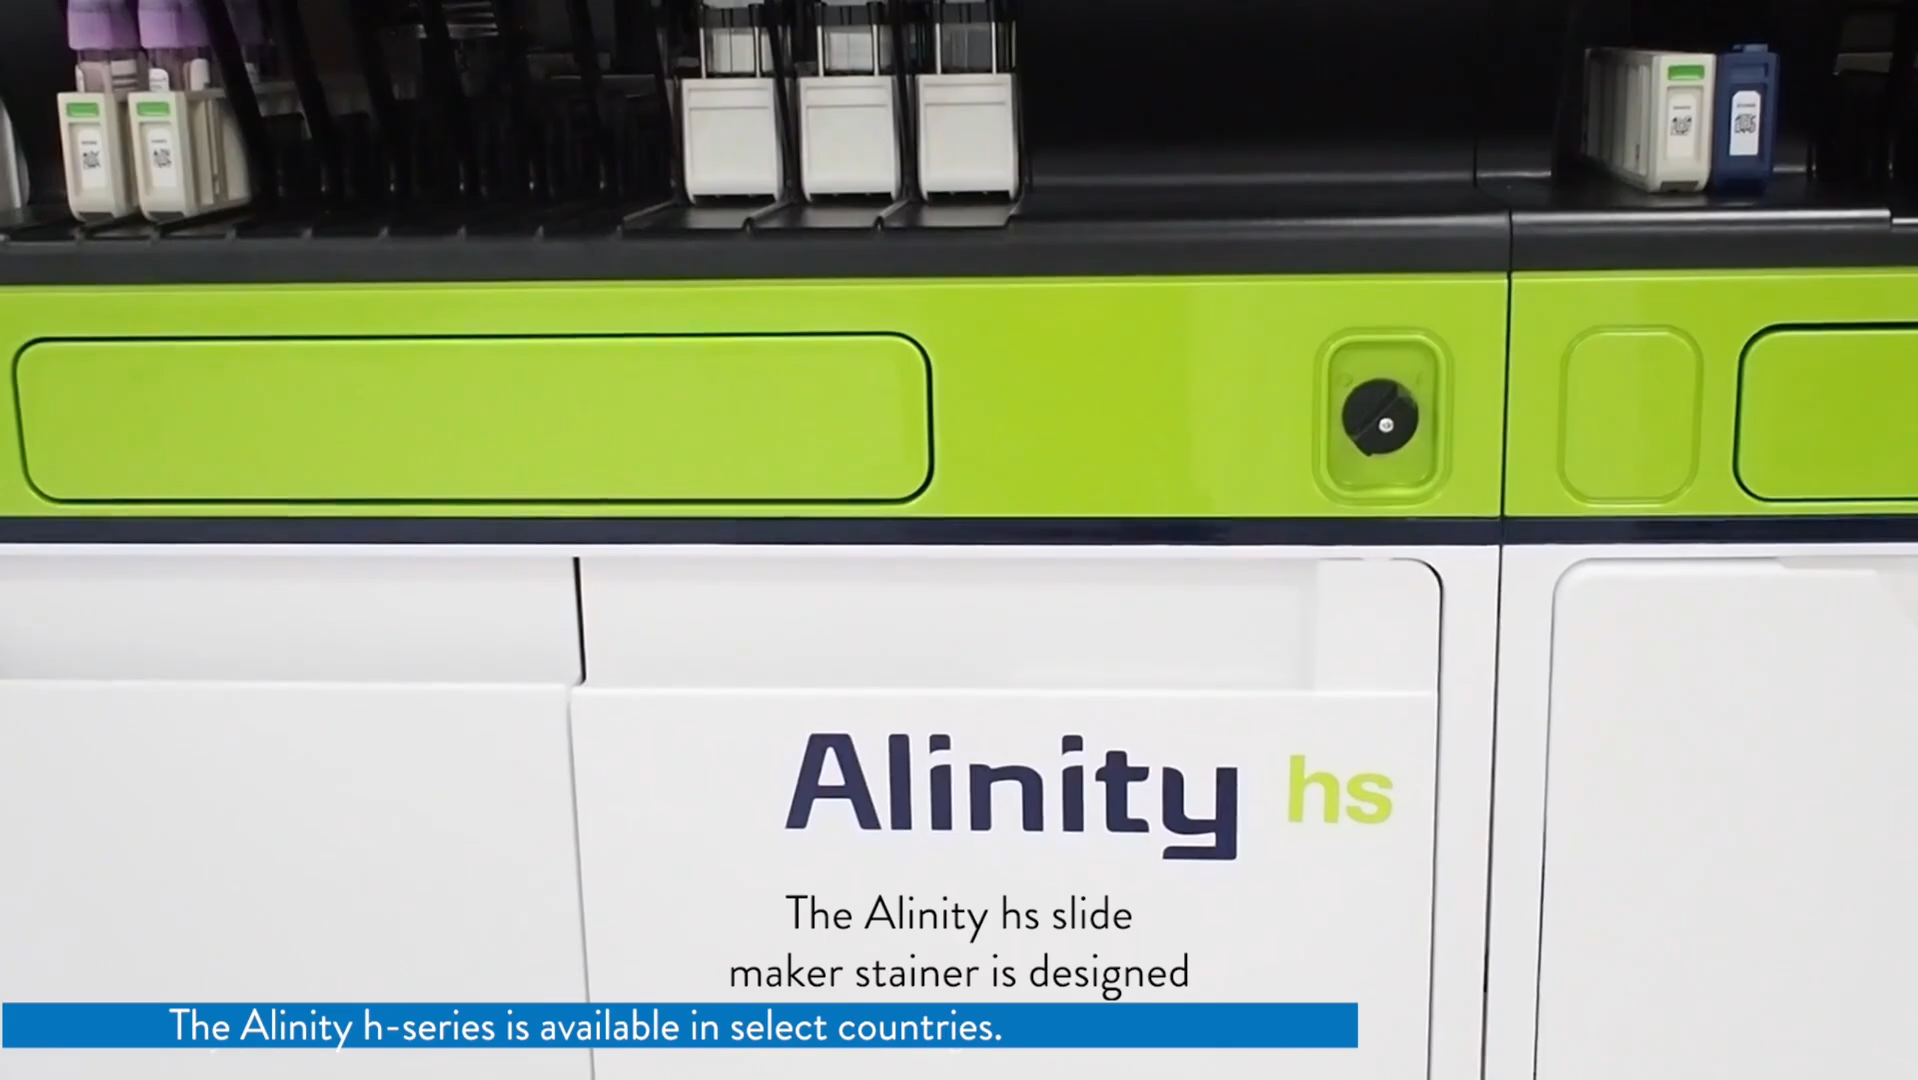 Alinity hs
The Alinity hs slide
maker stainer is designed
The Alinity h-series is available in select countries.